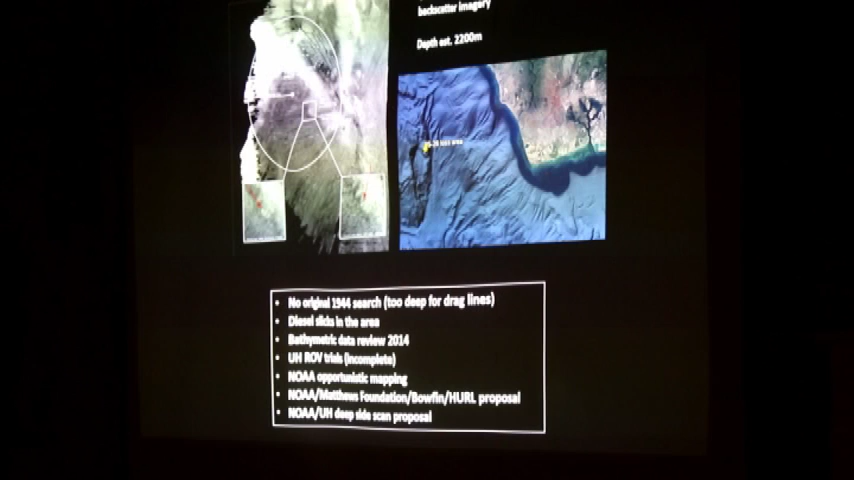 backscatter imagery
Depth est. 2200m
loss area
• No original 1944 search (too deep for drag lines)
• Diesel slicks in the area
• Bathymetric data review 2014
• UH ROV trials (incomplete)
• NOAA opportunistic mapping
• NOAA/Matthews Foundation/Bowfin/HURL proposal
• NOAA/UH deep side scan proposal